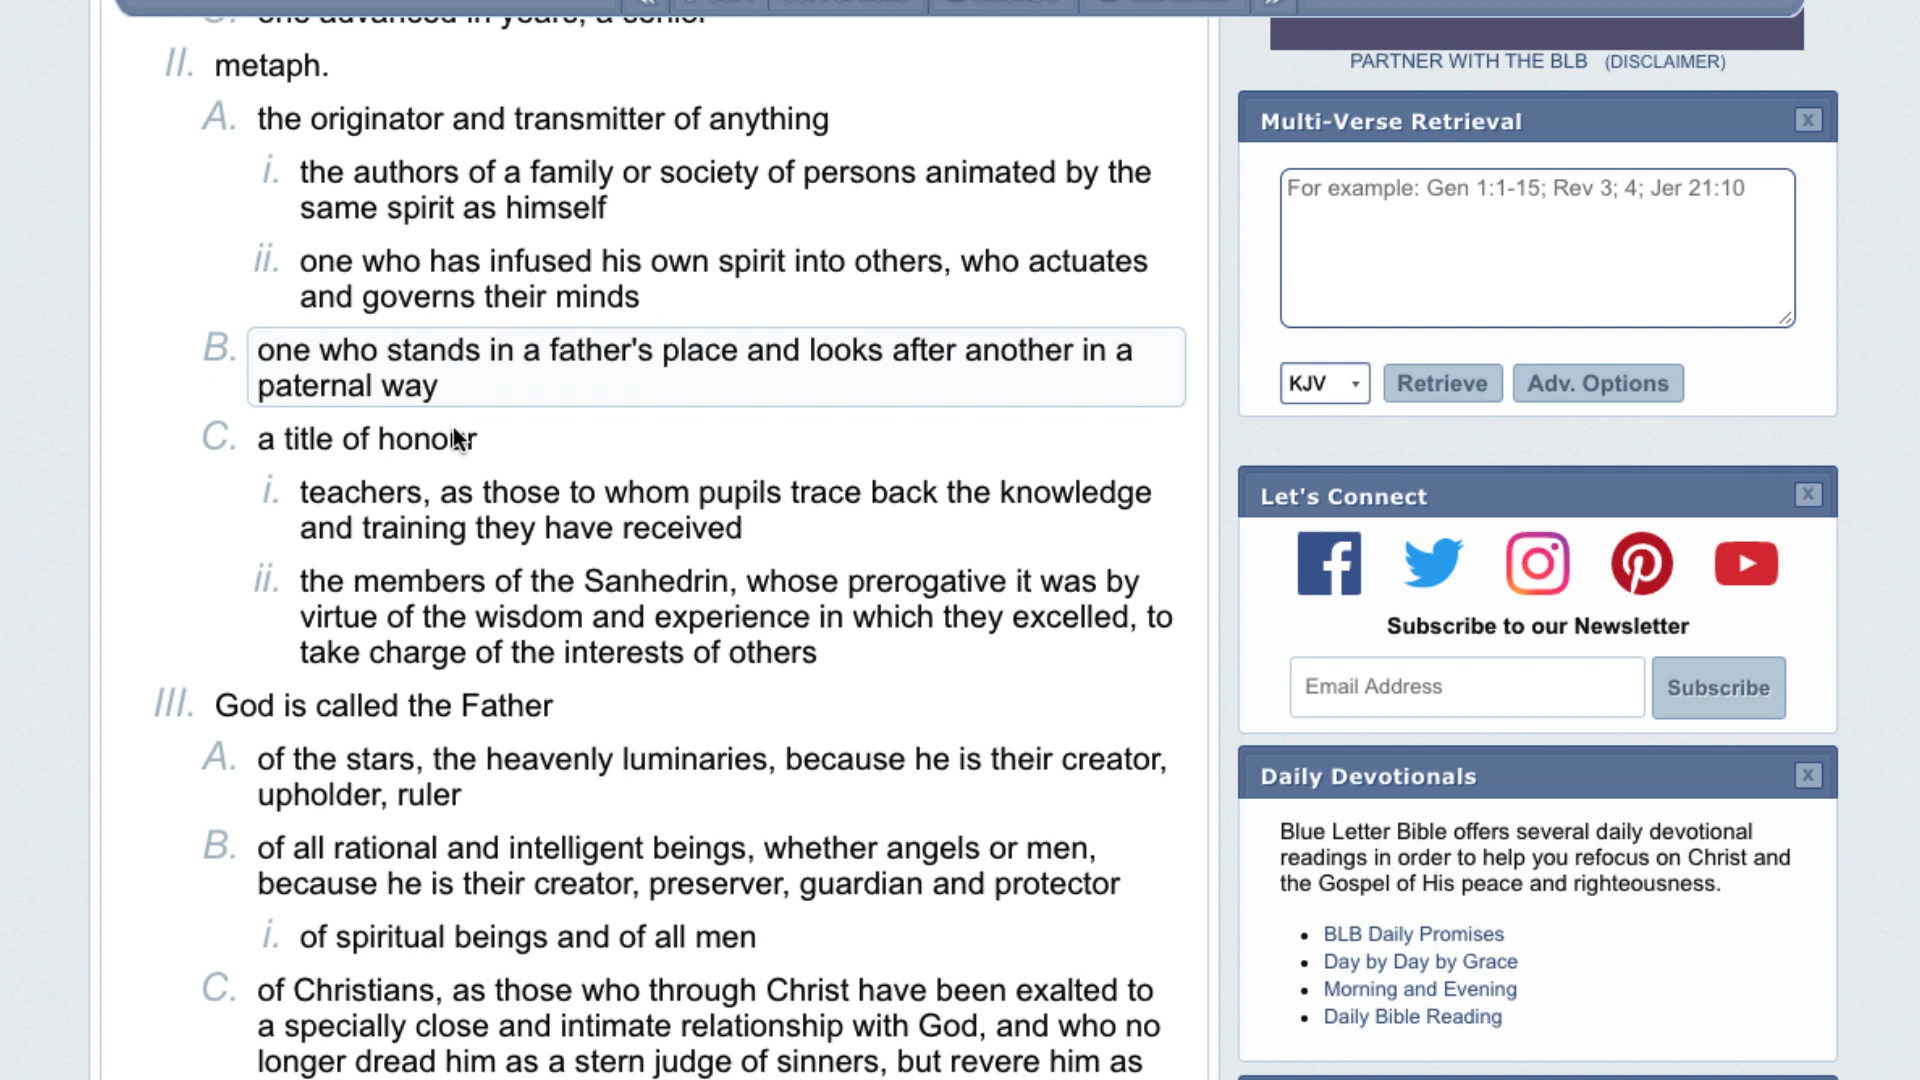 C. one advanced in years, a senior
II. metaph.
A. the originator and transmitter of anything
i. the authors of a family or society of persons animated by the
same spirit as himself
ii. one who has infused his own spirit into others, who actuates
and governs their minds
B. one who stands in a father's place and looks after another in a
paternal way
C. a title of honour
i. teachers, as those to whom pupils trace back the knowledge
and training they have received
ii. the members of the Sanhedrin, whose prerogative it was by
virtue of the wisdom and experience in which they excelled, to
take charge of the interests of others
III. God is called the Father
A. of the stars, the heavenly luminaries, because he is their creator,
upholder, ruler
B. of all rational and intelligent beings, whether angels or men,
because he is their creator, preserver, guardian and protector
i. of spiritual beings and of all men
C. of Christians, as those who through Christ have been exalted to
a specially close and intimate relationship with God, and who no
longer dread him as a stern judge of sinners, but revere him as
PARTNER WITH THE BLB (DISCLAIMER)
Multi-Verse Retrieval X
For example: Gen 1:1-15; Rev 3; 4; Jer 21:10
KJV Retrieve Adv. Options
Let's Connect X
Subscribe to our Newsletter
Email Address Subscribe
Daily Devotionals X
Blue Letter Bible offers several daily devotional
readings in order to help you refocus on Christ and
the Gospel of His peace and righteousness.
• BLB Daily Promises
• Day by Day by Grace
• Morning and Evening
• Daily Bible Reading